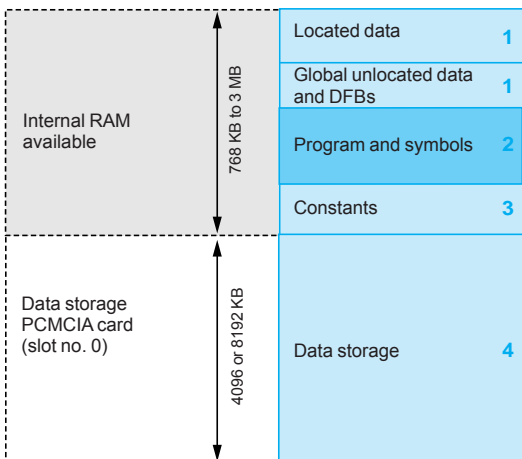 Located data 1
Global unlocated data
and DFBs 1
Internal RAM
available
768 KB to 3 MB
Program and symbols 2
Constants 3
Data storage
PCMCIA card
(slot no. 0)
4096 or 8192 KB
Data storage 4